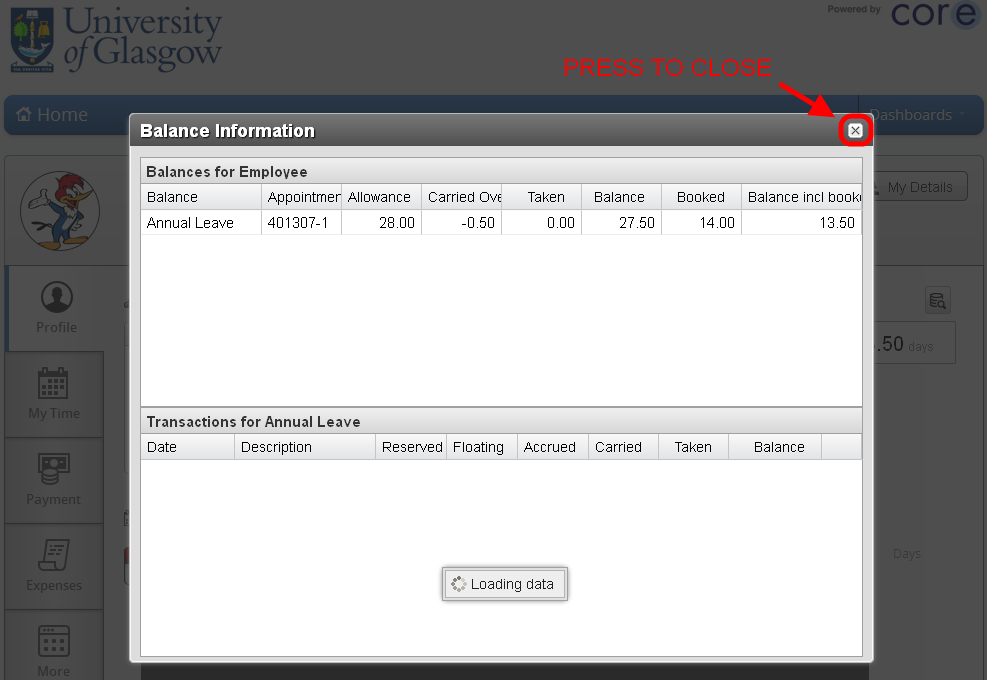 University
of Glasgow
Powered by core
PRESS TO CLOSE
Home
Dashboards
Balance Information
Balances for Employee
My Details
Balance Appointmer Allowance Carried Ove Taken Balance Booked Balance incl book
Annual Leave 401307-1 28.00 -0.50 0.00 27.50 14.00 13.50
Profile
.50 days
My Time
Transactions for Annual Leave
Date Description Reserved Floating Accrued Carried Taken Balance
Payment
Days
Loading data
Expenses
More